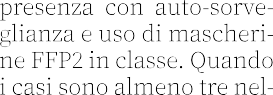 presenza con auto-sorve-
glianza e uso di mascheri-
ne FFP2 in classe. Quando
i casi sono almeno tre nel-